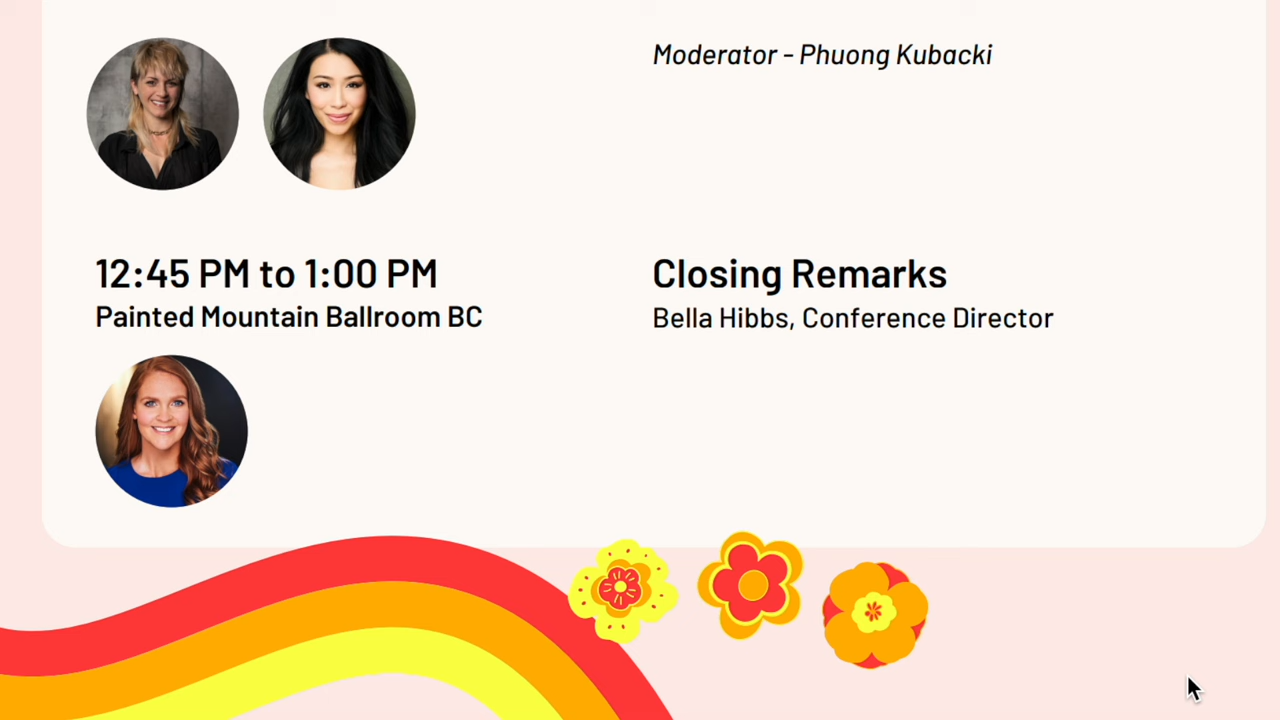 Moderator - Phuong Kubacki
12:45 PM to 1:00 PM
Painted Mountain Ballroom BC
Closing Remarks
Bella Hibbs, Conference Director